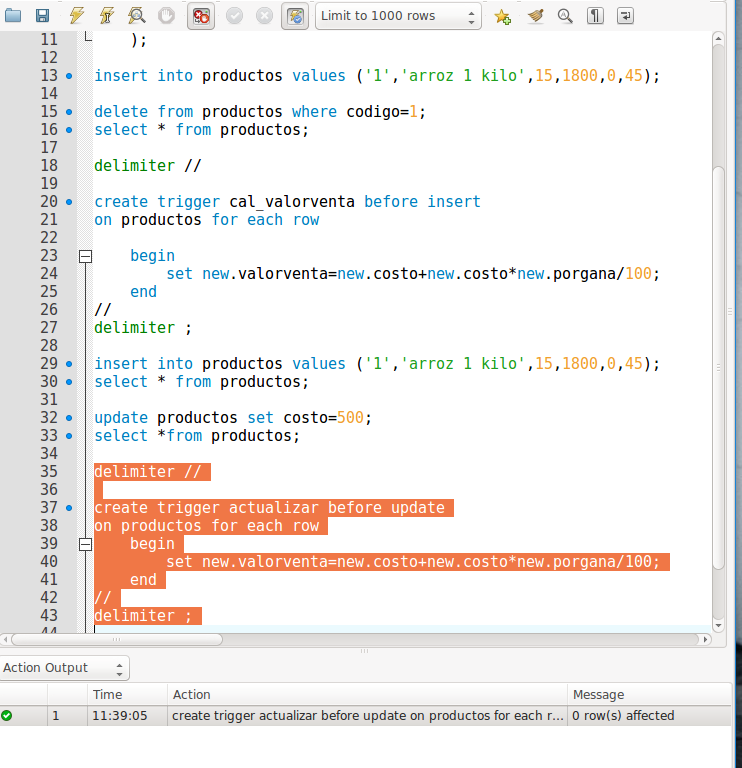 Limit to 1000 rows
11 );
12
13 insert into productos values ('1','arroz 1 kilo',15,1800,0,45);
14
15 delete from productos where codigo=1;
16 select * from productos;
17
18 delimiter //
19
20 create trigger cal_valorventa before insert
21 on productos for each row
22
23 begin
24 set new.valorventa=new.costo+new.costo*new.porgana/100;
25 end
26 //
27 delimiter ;
28
29 insert into productos values ('1','arroz 1 kilo',15,1800,0,45);
30 select * from productos;
31
32 update productos set costo=500;
33 select *from productos;
34
35 delimiter //
36
37 create trigger actualizar before update
38 on productos for each row
39 begin
40 set new.valorventa=new.costo+new.costo*new.porgana/100;
41 end
42 //
43 delimiter ;
44
Action Output
Time Action Message
1 11:39:05 create trigger actualizar before update on productos for each r... 0 row(s) affected